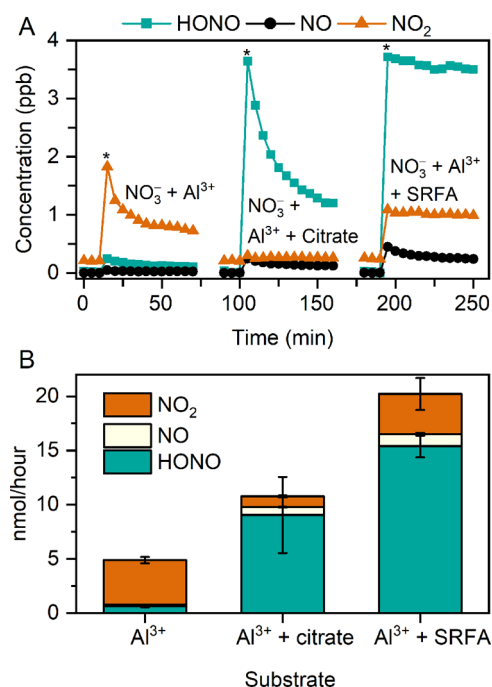 A
HONO NO NO₂
Concentration (ppb)
4
3
2
1
0
*
*
*
NO₃⁻ + Al³⁺
NO₃⁻ +
Al³⁺ + Citrate
NO₃⁻ + Al³⁺
+ SRFA
0 50 100 150 200 250
Time (min)
B
nmol/hour
20
15
10
5
0
NO₂
NO
HONO
Al³⁺ Al³⁺ + citrate Al³⁺ + SRFA
Substrate